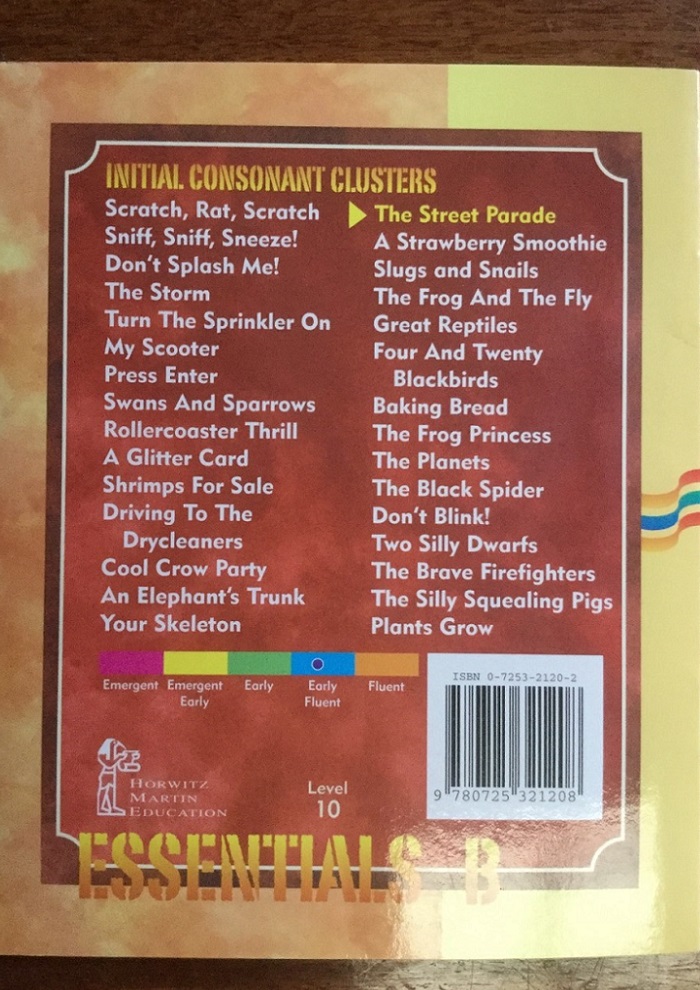 INITIAL CONSONANT CLUSTERS
Scratch, Rat, Scratch
Sniff, Sniff, Sneeze!
Don't Splash Me!
The Storm
Turn The Sprinkler On
My Scooter
Press Enter
Swans And Sparrows
Rollercoaster Thrill
A Glitter Card
Shrimps For Sale
Driving To The
Drycleaners
Cool Crow Party
An Elephant's Trunk
Your Skeleton
The Street Parade
A Strawberry Smoothie
Slugs and Snails
The Frog And The Fly
Great Reptiles
Four And Twenty
Blackbirds
Baking Bread
The Frog Princess
The Planets
The Black Spider
Don't Blink!
Two Silly Dwarfs
The Brave Firefighters
The Silly Squealing Pigs
Plants Grow
Emergent
Emergent
Early
Early
Early
Fluent
Fluent
ISBN 0-7253-2120-2
9 780725 321208
HORWITZ
MARTIN
EDUCATION
Level
10
ESSENTIALS B